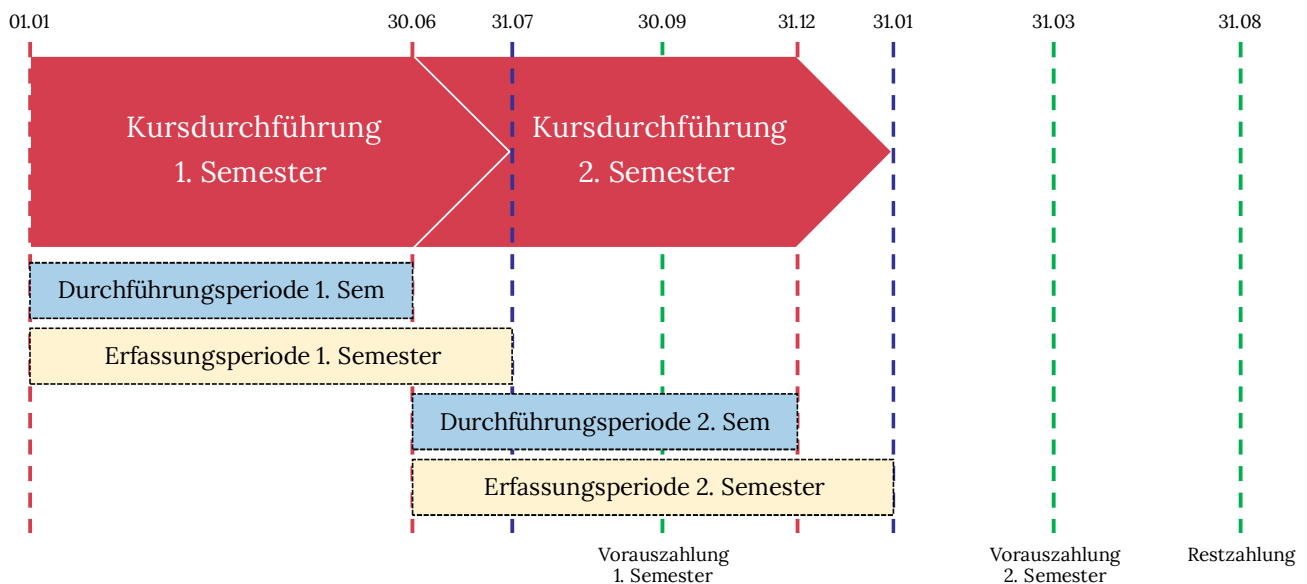 01.01 30.06 31.07 30.09 31.12 31.01 31.03 31.08
Kursdurchführung
1. Semester
Kursdurchführung
2. Semester
Durchführungsperiode 1. Sem
Erfassungsperiode 1. Semester
Durchführungsperiode 2. Sem
Erfassungsperiode 2. Semester
Vorauszahlung
1. Semester
Vorauszahlung
2. Semester
Restzahlung